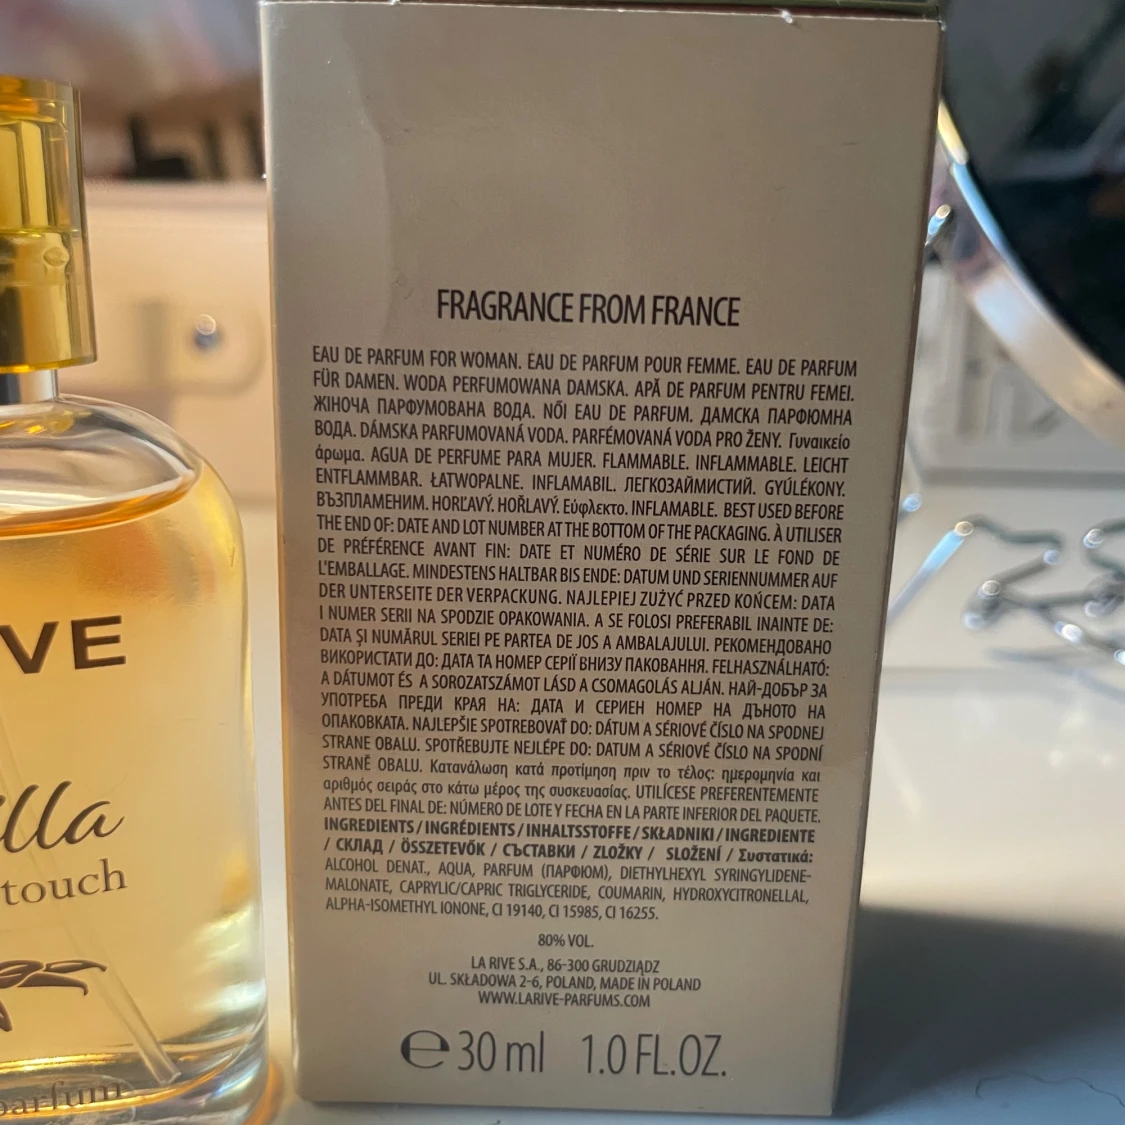 FRAGRANCE FROM FRANCE
EAU DE PARFUM FOR WOMAN. EAU DE PARFUM POUR FEMME. EAU DE PARFUM
FÜR DAMEN. WODA PERFUMOWANA DAMSKA. APĂ DE PARFUM PENTRU FEMEI.
ЖІНОЧА ПАРФУМОВАНА ВОДА. NŐI EAU DE PARFUM. ДАМСКА ПАРФЮМНА
ВОДА. DÁMSKA PARFUMOVANÁ VODA. PARFÉMOVANÁ VODA PRO ŽENY. Γυναικείο
άρωμα. AGUA DE PERFUME PARA MUJER. FLAMMABLE. INFLAMMABLE. LEICHT
ENTFLAMMBAR. ŁATWOPALNE. INFLAMABIL. ЛЕГКОЗАЙМИСТИЙ. GYÚLÉKONY.
ВЪЗПЛАМЕНИМ. HORĽAVÝ. HOŘLAVÝ. Εύφλεκτο. INFLAMABLE. BEST USED BEFORE
THE END OF: DATE AND LOT NUMBER AT THE BOTTOM OF THE PACKAGING. À UTILISER
DE PRÉFÉRENCE AVANT FIN: DATE ET NUMÉRO DE SÉRIE SUR LE FOND DE
L'EMBALLAGE. MINDESTENS HALTBAR BIS ENDE: DATUM UND SERIENNUMMER AUF
DER UNTERSEITE DER VERPACKUNG. NAJLEPIEJ ZUŻYĆ PRZED KOŃCEM: DATA
I NUMER SERII NA SPODZIE OPAKOWANIA. A SE FOLOSI PREFERABIL INAINTE DE:
DATA ȘI NUMĂRUL SERIEI PE PARTEA DE JOS A AMBALAJULUI. РЕКОМЕНДОВАНО
ВИКОРИСТАТИ ДО: ДАТА ТА НОМЕР СЕРІЇ ВНИЗУ ПАКОВАННЯ. FELHASZNÁLHATÓ:
A DÁTUMOT ÉS A SOROZATSZÁMOT LÁSD A CSOMAGOLÁS ALJÁN. НАЙ-ДОБЪР ЗА
УПОТРЕБА ПРЕДИ КРАЯ НА: ДАТА И СЕРИЕН НОМЕР НА ДЪНОТО НА
ОПАКОВКАТА. NAJLEPŠIE SPOTREBOVAŤ DO: DÁTUM A SÉRIOVÉ ČÍSLO NA SPODNEJ
STRANE OBALU. SPOTŘEBUJTE NEJLÉPE DO: DATUM A SÉRIOVÉ ČÍSLO NA SPODNÍ
STRANĚ OBALU. Κατανάλωση κατά προτίμηση πριν το τέλος: ημερομηνία και
αριθμός σειράς στο κάτω μέρος της συσκευασίας. UTILÍCESE PREFERENTEMENTE
ANTES DEL FINAL DE: NÚMERO DE LOTE Y FECHA EN LA PARTE INFERIOR DEL PAQUETE.
INGREDIENTS / INGRÉDIENTS / INHALTSSTOFFE / SKŁADNIKI / INGREDIENTE
/ СКЛАД / ÖSSZETEVŐK / СЪСТАВКИ / ZLOŽKY / SLOŽENÍ / Συστατικά:
ALCOHOL DENAT., AQUA, PARFUM (ПАРФЮМ), DIETHYLHEXYL SYRINGYLIDENE-
MALONATE, CAPRYLIC/CAPRIC TRIGLYCERIDE, COUMARIN, HYDROXYCITRONELLAL,
ALPHA-ISOMETHYL IONONE, CI 19140, CI 15985, CI 16255.
80% VOL.
LA RIVE S.A., 86-300 GRUDZIĄDZ
UL. SKŁADOWA 2-6, POLAND, MADE IN POLAND
WWW.LARIVE-PARFUMS.COM
℮ 30 ml 1.0 FL.OZ.
VE
illa
touch
parfum